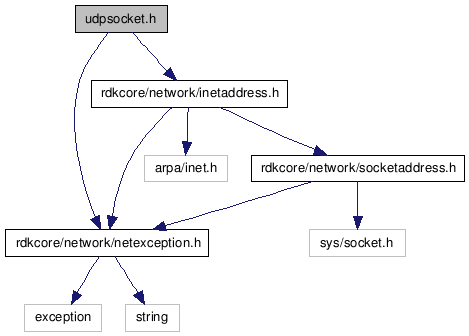 udpsocket.h
rdkcore/network/inetaddress.h
arpa/inet.h
rdkcore/network/socketaddress.h
rdkcore/network/netexception.h
sys/socket.h
exception
string